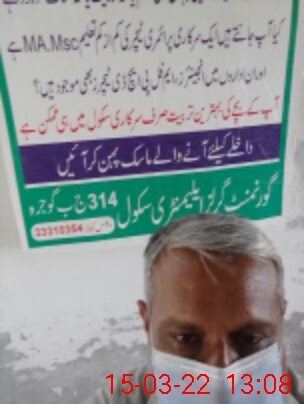 کیا آپ جانتے ہیں ایک سرکاری پرائمری ٹیچر کی کم از کم تعلیم MA.Msc ہے
اور ان اداروں میں انجینئرز، ایم فل پی ایچ ڈی ٹیچرز بھی موجود ہیں؟
آپ کے بچے کی بہترین تربیت صرف سرکاری سکول میں ہی ممکن ہے
داخلے کیلئے آنے والے ماسک پہن کر آئیں
گورنمنٹ گرلز ایلیمنٹری سکول 314 ج ب گوجرہ
33310354
15-03-22 13:08